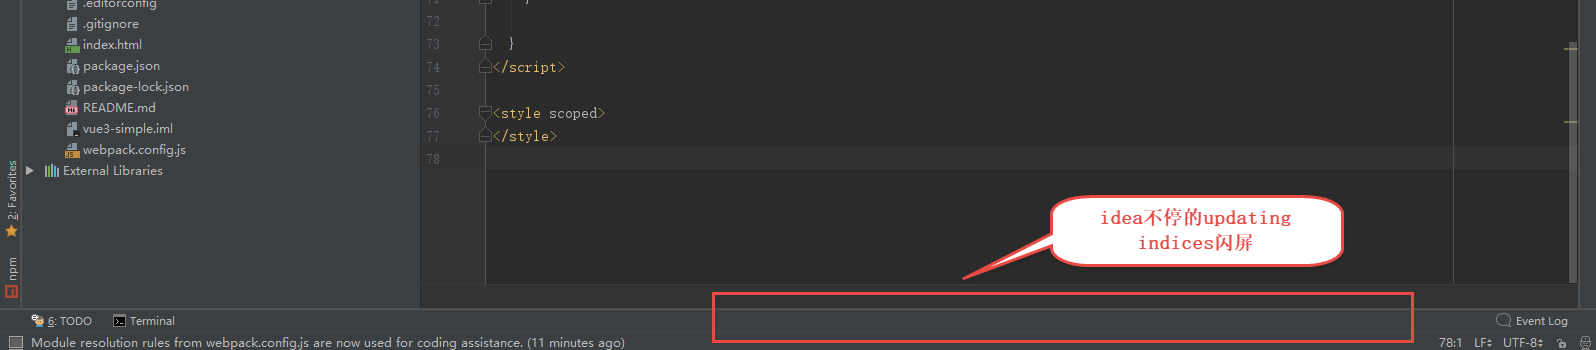 .editorconfig
.gitignore
index.html
package.json
package-lock.json
README.md
vue3-simple.iml
webpack.config.js
External Libraries
2: Favorites
npm
71 }
72
73 }
74 </script>
75
76 <style scoped>
77 </style>
78
idea不停的updating
indices闪屏
6: TODO
Terminal
Event Log
Module resolution rules from webpack.config.js are now used for coding assistance. (11 minutes ago)
78:1 LF UTF-8